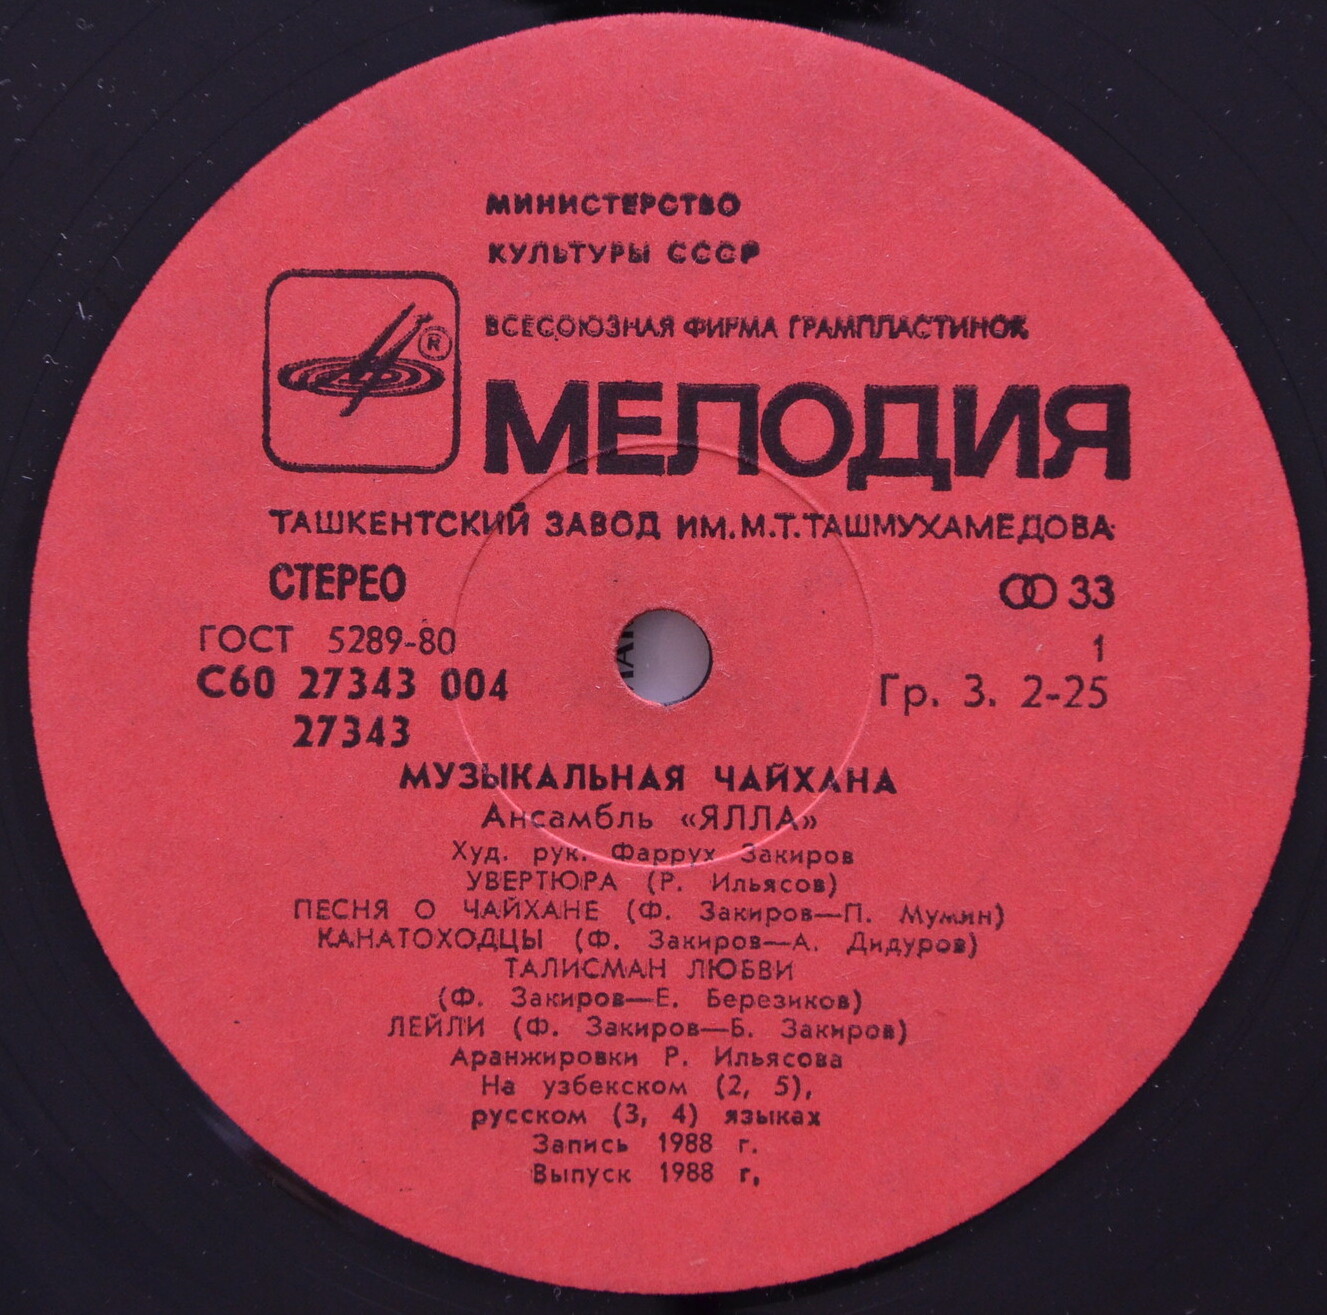 МИНИСТЕРСТВО
КУЛЬТУРЫ СССР
ВСЕСОЮЗНАЯ ФИРМА ГРАМПЛАСТИНОК
®
МЕЛОДИЯ
ТАШКЕНТСКИЙ ЗАВОД ИМ.М.Т.ТАШМУХАМЕДОВА
СТЕРЕО 33
ГОСТ 5289-80 1
С60 27343 004 Гр. 3. 2-25
27343
МУЗЫКАЛЬНАЯ ЧАЙХАНА
Ансамбль «ЯЛЛА»
Худ. рук. Фаррух Закиров
УВЕРТЮРА (Р. Ильясов)
ПЕСНЯ О ЧАЙХАНЕ (Ф. Закиров—П. Мумин)
КАНАТОХОДЦЫ (Ф. Закиров—А. Дидуров)
ТАЛИСМАН ЛЮБВИ
(Ф. Закиров—Е. Березиков)
ЛЕЙЛИ (Ф. Закиров—Б. Закиров)
Аранжировки Р. Ильясова
На узбекском (2, 5),
русском (3, 4) языках
Запись 1988 г.
Выпуск 1988 г,